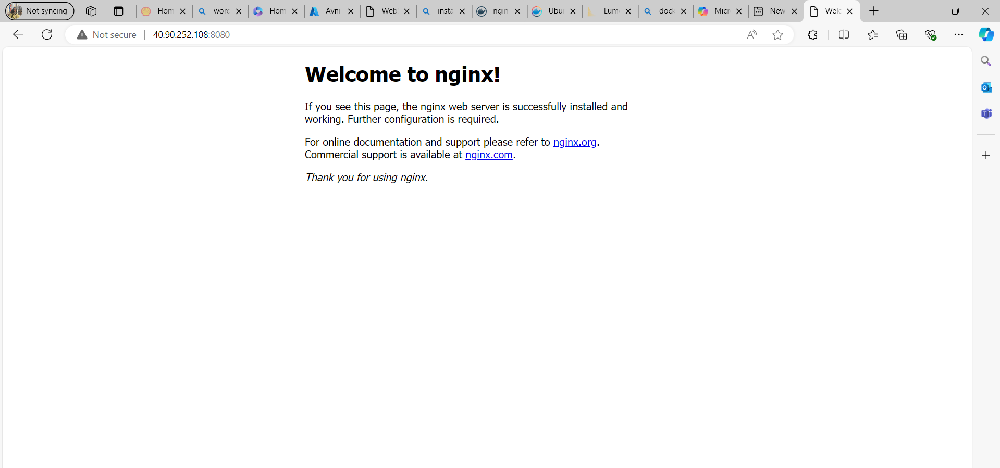 Not syncing
Hom
word
Hom
Avni
Web
insta
ngin
Ubu
Lum
dock
Micr
New
Welc
Not secure
40.90.252.108:8080
Welcome to nginx!
If you see this page, the nginx web server is successfully installed and
working. Further configuration is required.
For online documentation and support please refer to nginx.org.
Commercial support is available at nginx.com.
Thank you for using nginx.